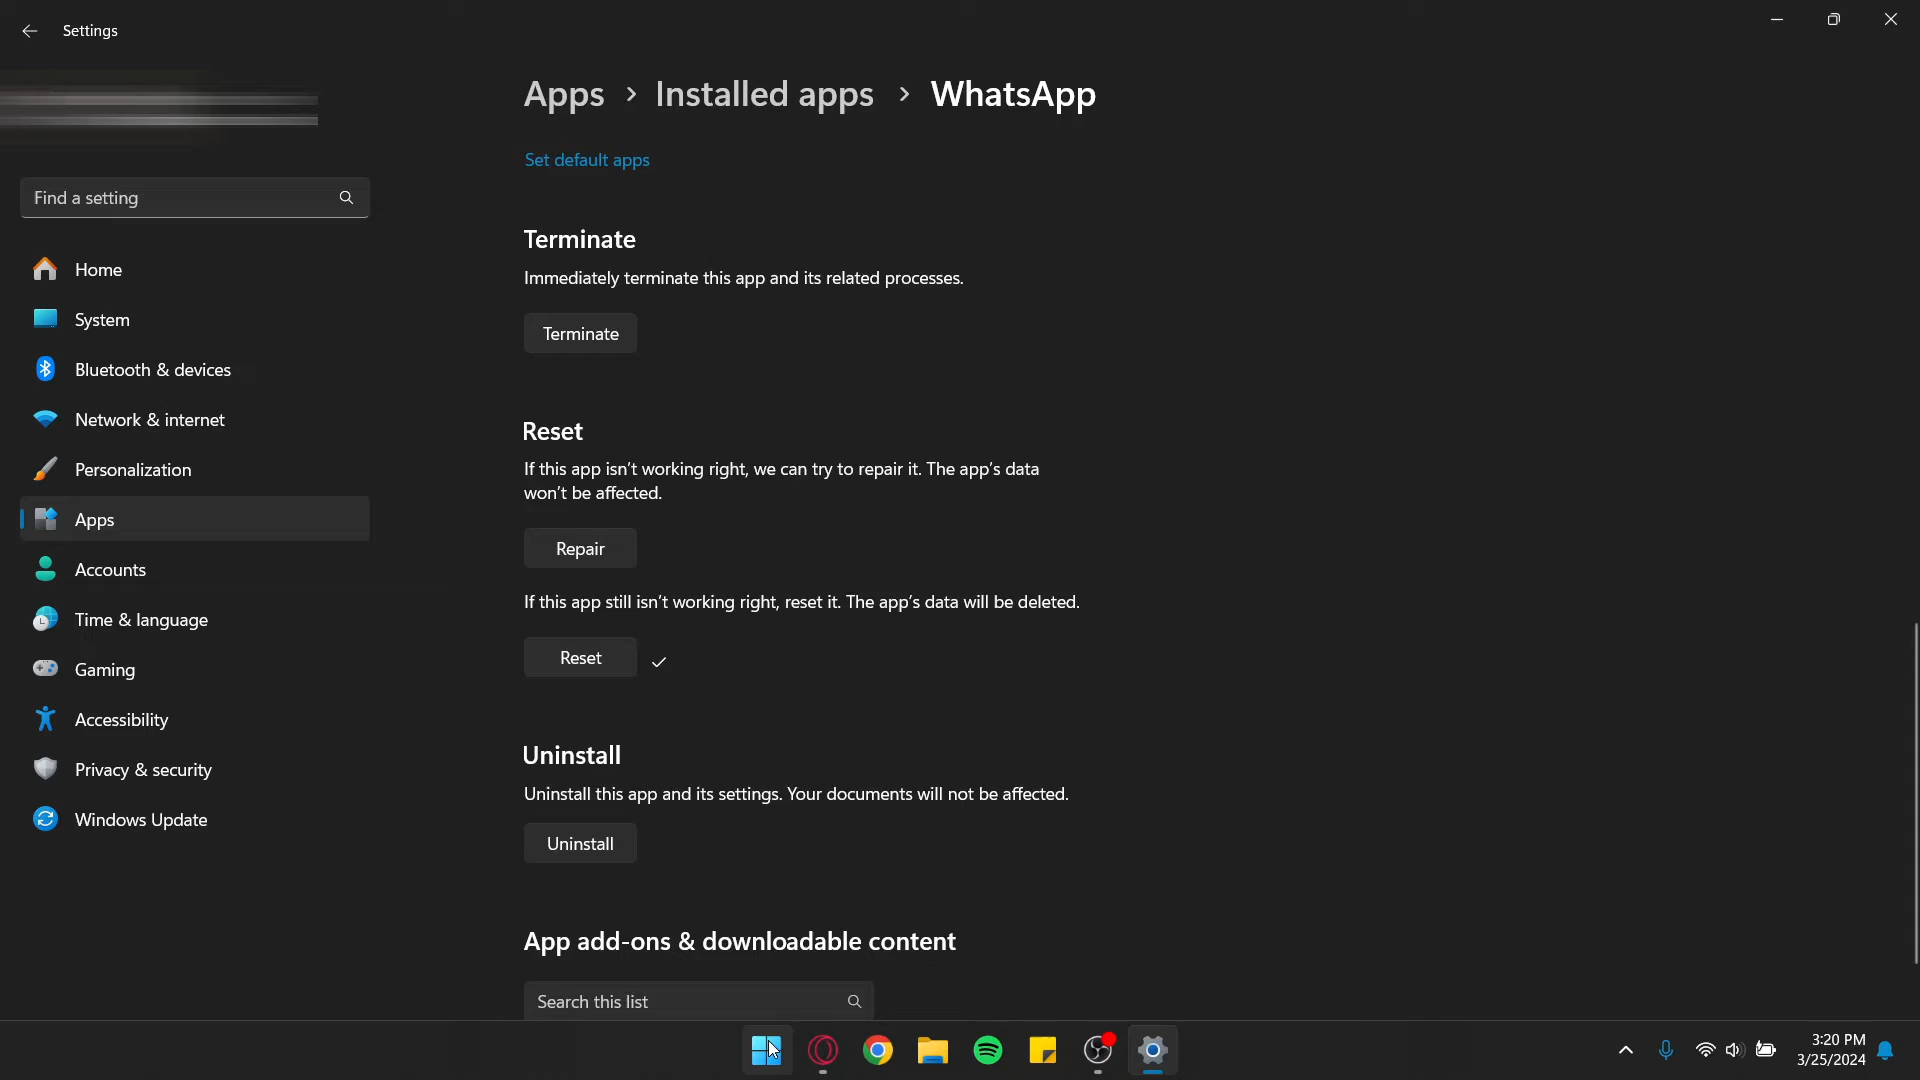 Settings
Apps > Installed apps > WhatsApp
Set default apps
Find a setting
Home
System
Bluetooth & devices
Network & internet
Personalization
Apps
Accounts
Time & language
Gaming
Accessibility
Privacy & security
Windows Update
Terminate
Immediately terminate this app and its related processes.
Terminate
Reset
If this app isn't working right, we can try to repair it. The app's data
won't be affected.
Repair
If this app still isn't working right, reset it. The app's data will be deleted.
Reset
Uninstall
Uninstall this app and its settings. Your documents will not be affected.
Uninstall
App add-ons & downloadable content
Search this list
3:20 PM
3/25/2024